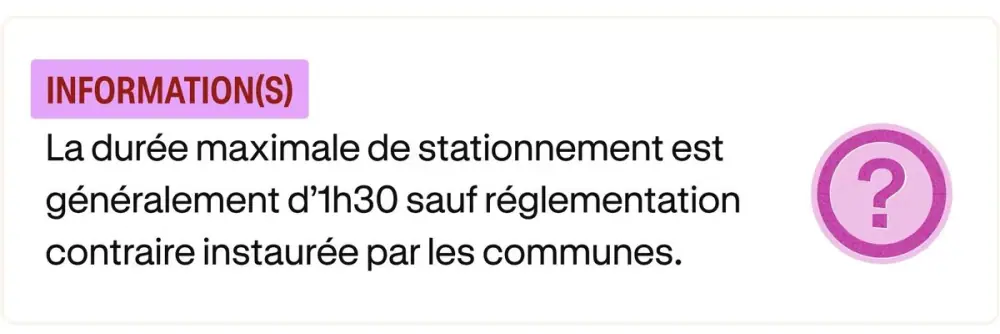 INFORMATION(S)
La durée maximale de stationnement est
généralement d’1h30 sauf réglementation
contraire instaurée par les communes.
?